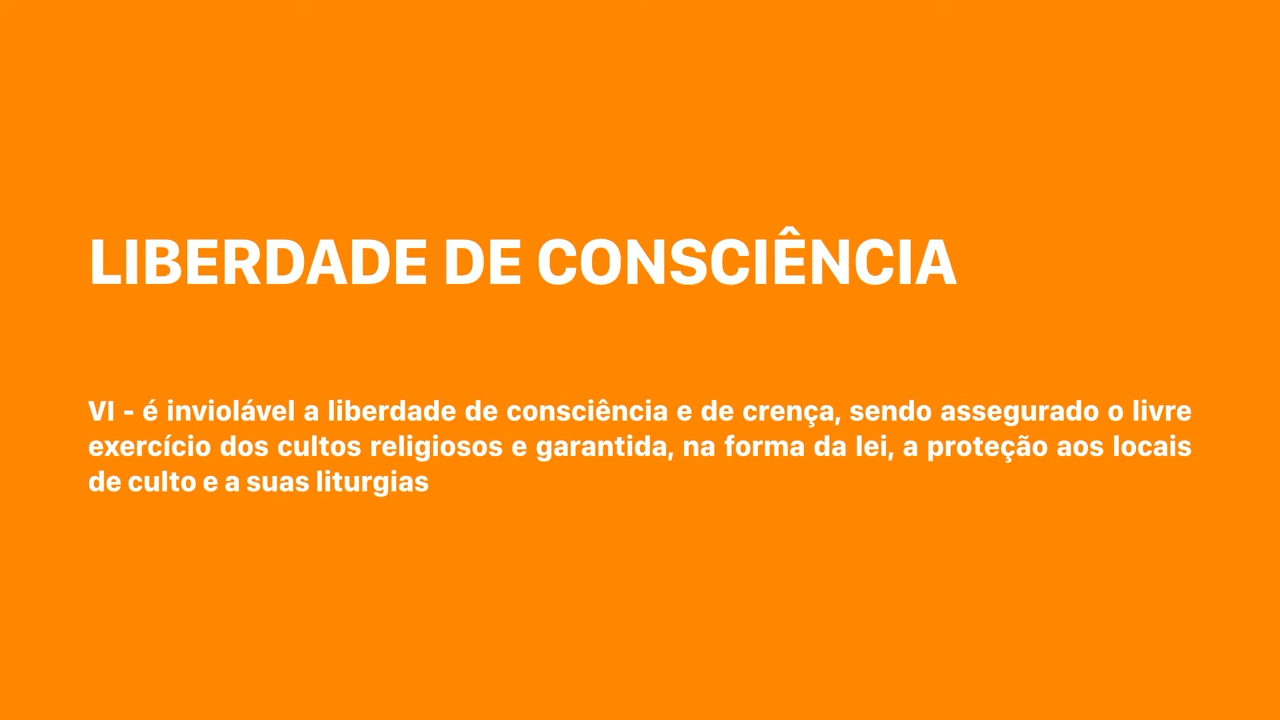 LIBERDADE DE CONSCIÊNCIA
VI - é inviolável a liberdade de consciência e de crença, sendo assegurado o livre
exercício dos cultos religiosos e garantida, na forma da lei, a proteção aos locais
de culto e a suas liturgias